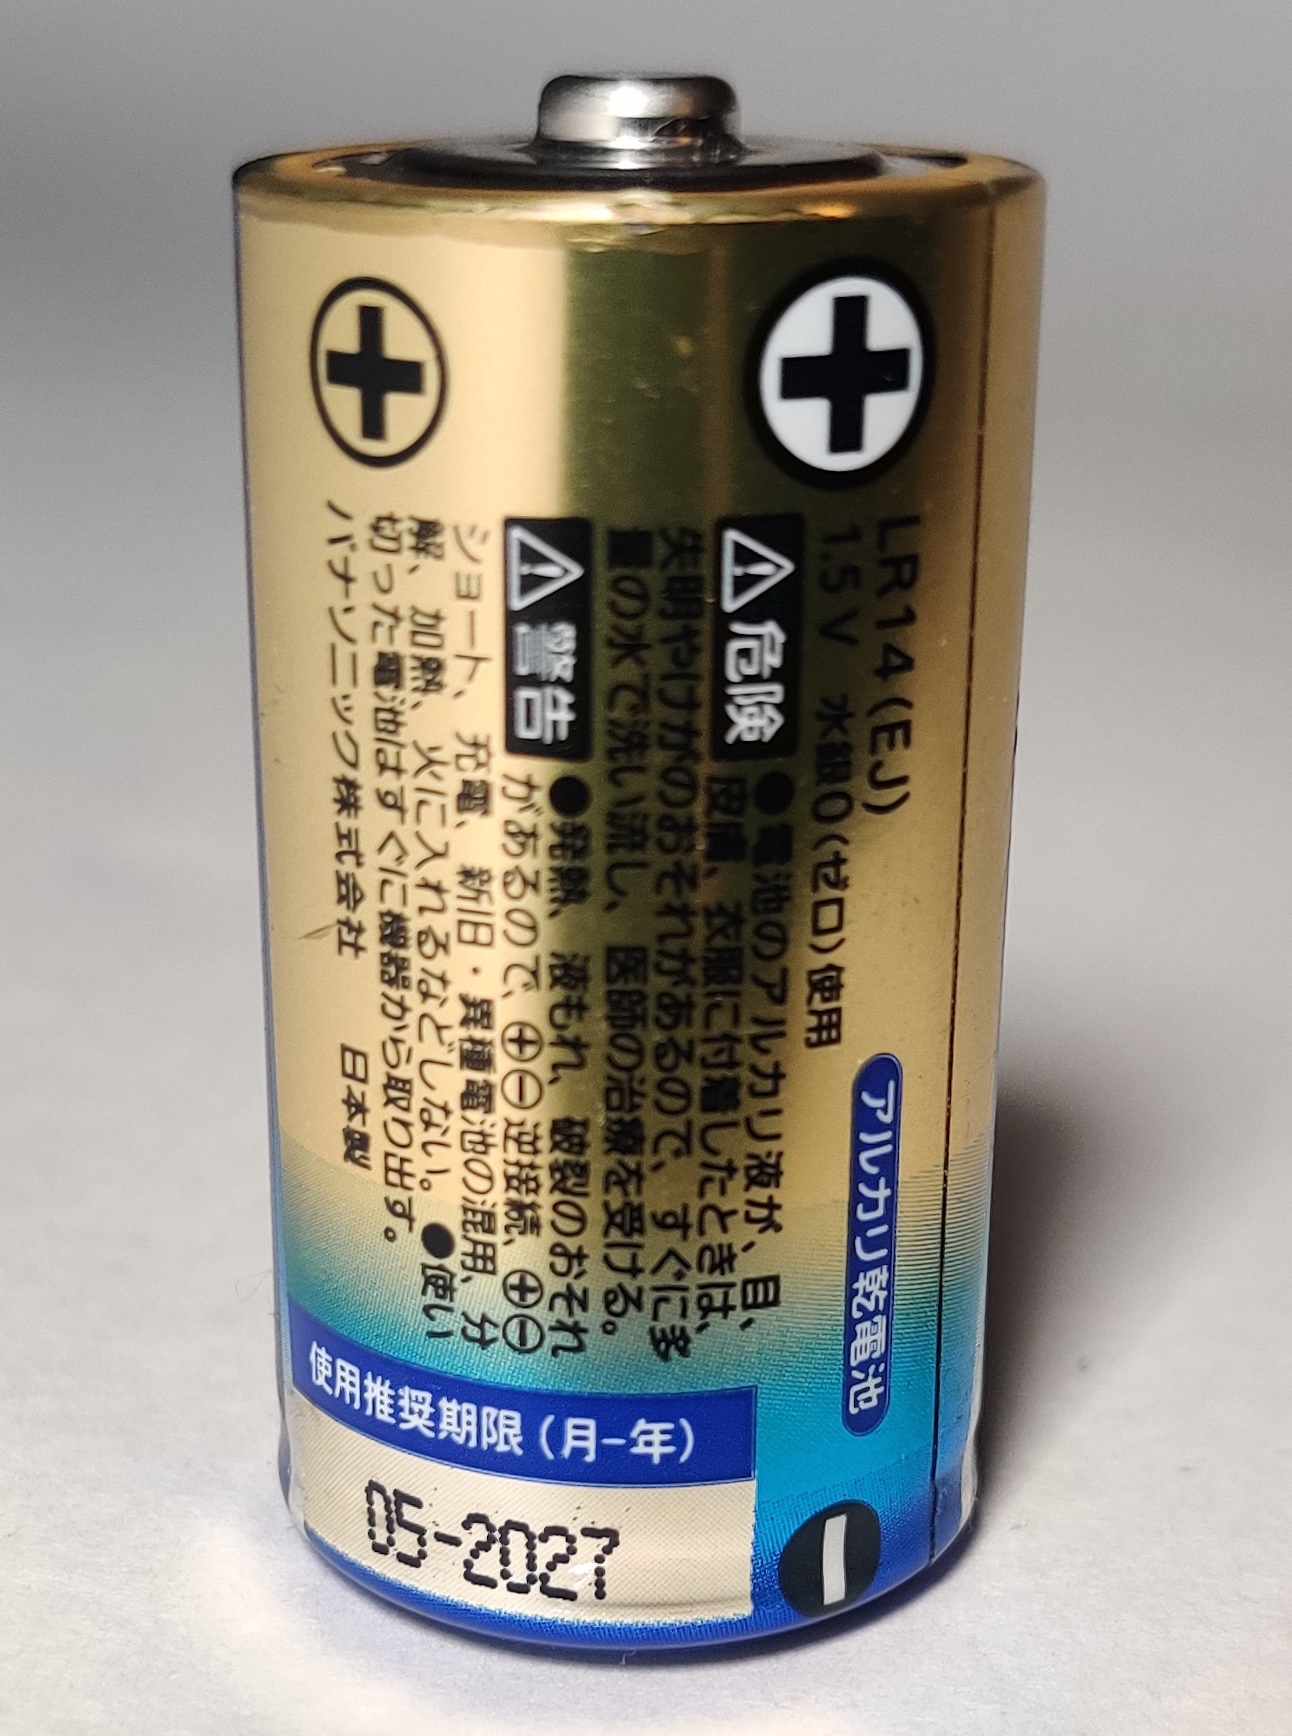 LR14(EJ)
1.5V 水銀0(ゼロ)使用
アルカリ乾電池
危険
●電池のアルカリ液が、目、
皮膚、衣服に付着したときは、
失明やけがのおそれがあるので、すぐに多
量の水で洗い流し、医師の治療を受ける。
警告
●発熱、液もれ、破裂のおそれ
があるので、⊕⊖逆接続、⊕⊖
ショート、充電、新旧・異種電池の混用、分
解、加熱、火に入れるなどしない。●使い
切った電池はすぐに機器から取り出す。
パナソニック株式会社 日本製
使用推奨期限(月-年)
05-2027